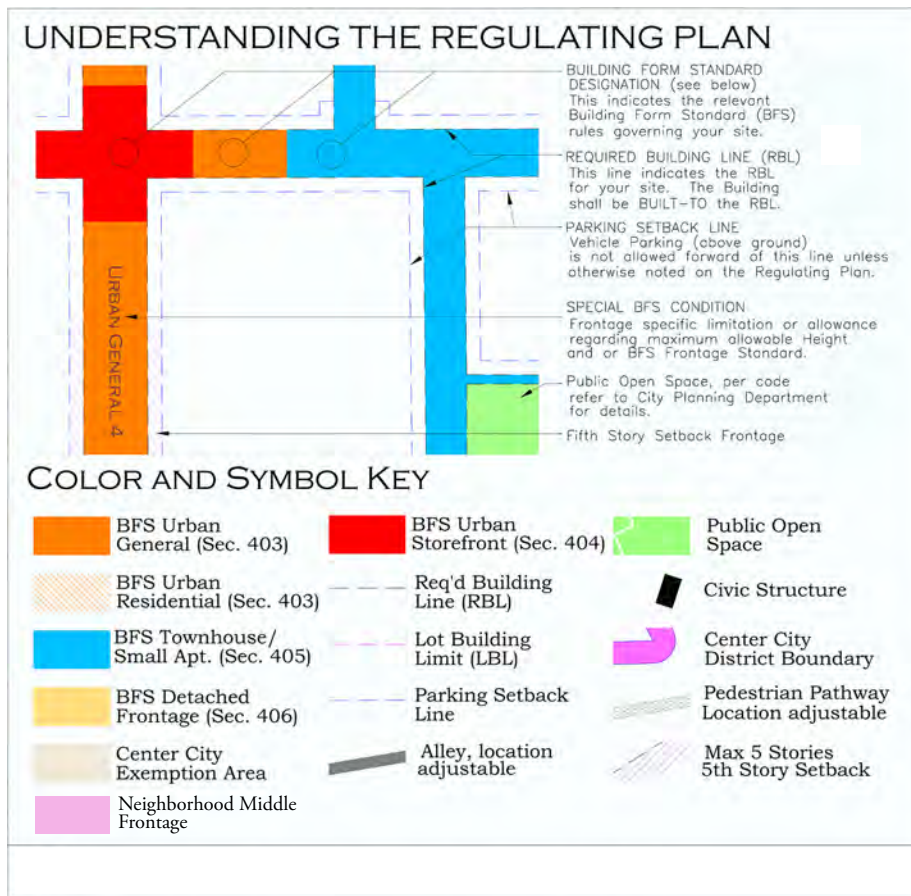 UNDERSTANDING THE REGULATING PLAN
BUILDING FORM STANDARD
DESIGNATION (see below)
This indicates the relevant
Building Form Standard (BFS)
rules governing your site.
REQUIRED BUILDING LINE (RBL)
This line indicates the RBL
for your site. The Building
shall be BUILT-TO the RBL.
PARKING SETBACK LINE
Vehicle Parking (above ground)
is not allowed forward of this line unless
otherwise noted on the Regulating Plan.
SPECIAL BFS CONDITION
Frontage specific limitation or allowance
regarding maximum allowable Height
and or BFS Frontage Standard.
Public Open Space, per code
refer to City Planning Department
for details.
Fifth Story Setback Frontage
URBAN GENERAL 4
COLOR AND SYMBOL KEY
BFS Urban
General (Sec. 403)
BFS Urban
Residential (Sec. 403)
BFS Townhouse/
Small Apt. (Sec. 405)
BFS Detached
Frontage (Sec. 406)
Center City
Exemption Area
Neighborhood Middle
Frontage
BFS Urban
Storefront (Sec. 404)
Req'd Building
Line (RBL)
Lot Building
Limit (LBL)
Parking Setback
Line
Alley, location
adjustable
Public Open
Space
Civic Structure
Center City
District Boundary
Pedestrian Pathway
Location adjustable
Max 5 Stories
5th Story Setback